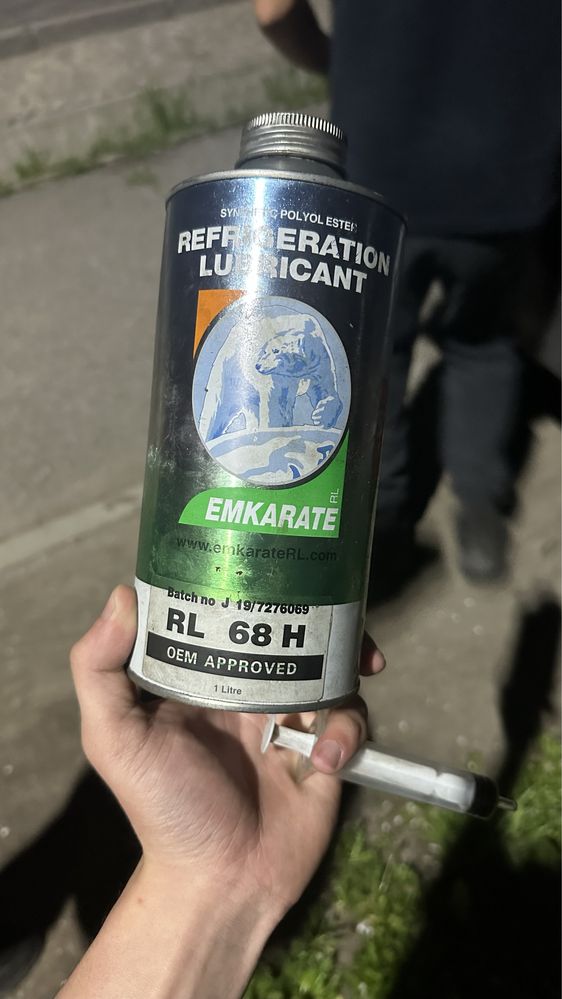 SYNTHETIC POLYOL ESTER
REFRIGERATION
LUBRICANT
EMKARATE RL
www.emkarateRL.com
Batch no J 19/7276069
RL 68 H
OEM APPROVED
1 Litre